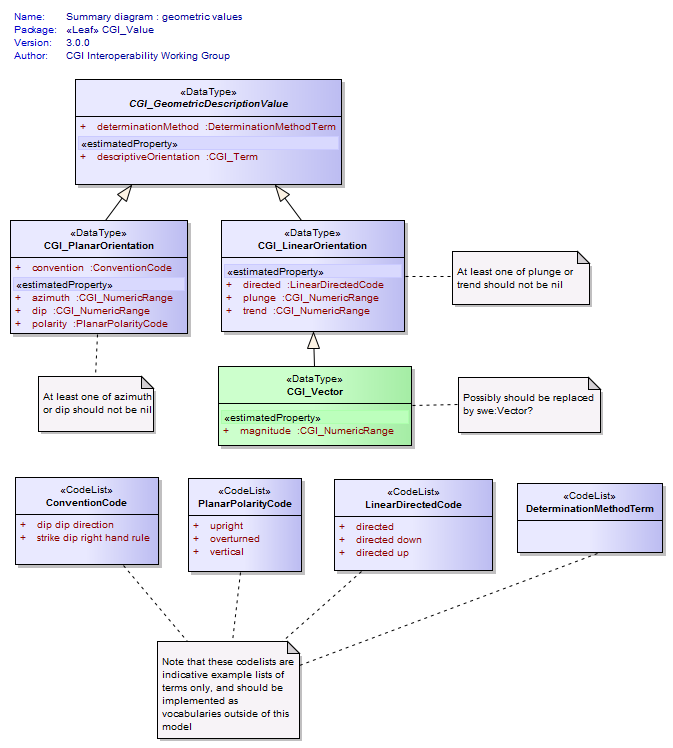 Name: Summary diagram : geometric values
Package: «Leaf» CGI_Value
Version: 3.0.0
Author: CGI Interoperability Working Group
«DataType»
CGI_GeometricDescriptionValue
+ determinationMethod :DeterminationMethodTerm
«estimatedProperty»
+ descriptiveOrientation :CGI_Term
«DataType»
CGI_PlanarOrientation
+ convention :ConventionCode
«estimatedProperty»
+ azimuth :CGI_NumericRange
+ dip :CGI_NumericRange
+ polarity :PlanarPolarityCode
«DataType»
CGI_LinearOrientation
«estimatedProperty»
+ directed :LinearDirectedCode
+ plunge :CGI_NumericRange
+ trend :CGI_NumericRange
At least one of plunge or
trend should not be nil
At least one of azimuth
or dip should not be nil
«DataType»
CGI_Vector
«estimatedProperty»
+ magnitude :CGI_NumericRange
Possibly should be replaced
by swe:Vector?
«CodeList»
ConventionCode
+ dip dip direction
+ strike dip right hand rule
«CodeList»
PlanarPolarityCode
+ upright
+ overturned
+ vertical
«CodeList»
LinearDirectedCode
+ directed
+ directed down
+ directed up
«CodeList»
DeterminationMethodTerm
Note that these codelists are
indicative example lists of
terms only, and should be
implemented as
vocabularies outside of this
model